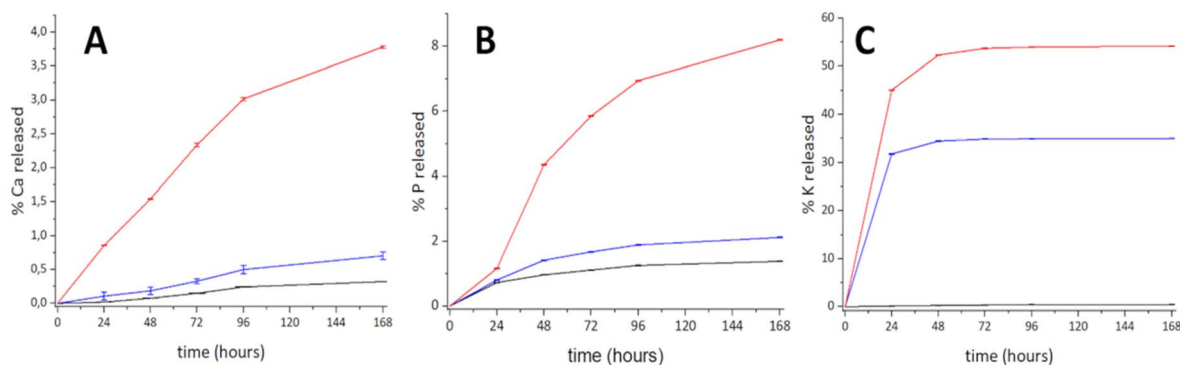 A
% Ca released
4,0
3,5
3,0
2,5
2,0
1,5
1,0
0,5
0,0
0 24 48 72 96 120 144 168
time (hours)
B
% P released
8
6
4
2
0
0 24 48 72 96 120 144 168
time (hours)
C
% K released
60
50
40
30
20
10
0
0 24 48 72 96 120 144 168
time (hours)